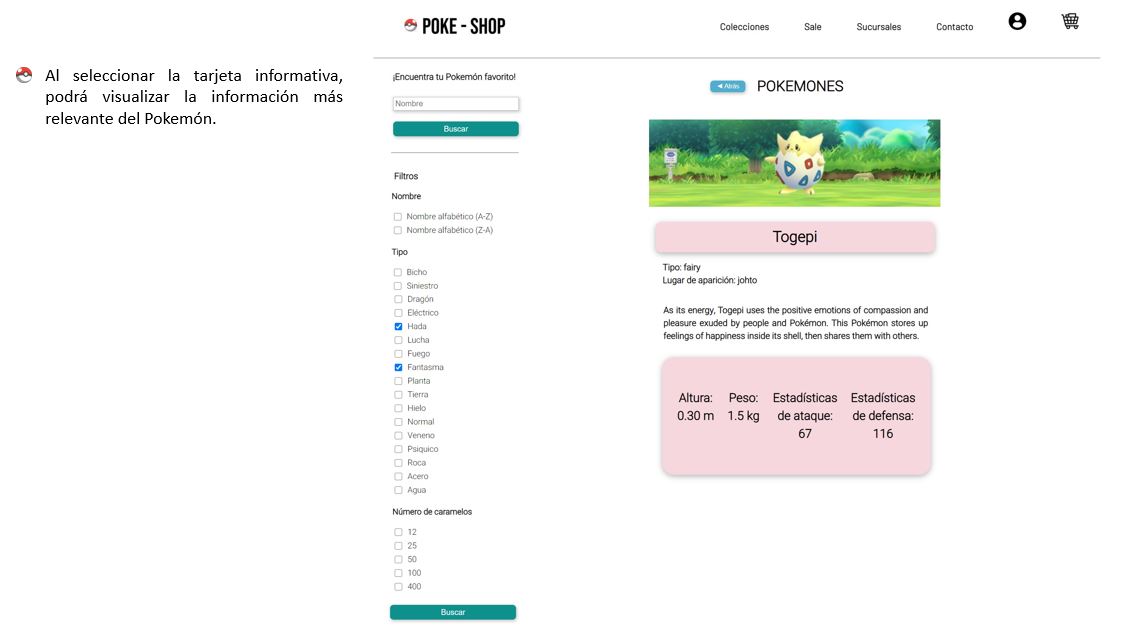 POKE - SHOP
Colecciones
Sale
Sucursales
Contacto
Al seleccionar la tarjeta informativa,
podrá visualizar la información más
relevante del Pokemón.
¡Encuentra tu Pokemón favorito!
Nombre
Buscar
Filtros
Nombre
Nombre alfabético (A-Z)
Nombre alfabético (Z-A)
Tipo
Bicho
Siniestro
Dragón
Eléctrico
Hada
Lucha
Fuego
Fantasma
Planta
Tierra
Hielo
Normal
Veneno
Psiquico
Roca
Acero
Agua
Número de caramelos
12
25
50
100
400
Buscar
Atrás
POKEMONES
Togepi
Tipo: fairy
Lugar de aparición: johto
As its energy, Togepi uses the positive emotions of compassion and
pleasure exuded by people and Pokémon. This Pokémon stores up
feelings of happiness inside its shell, then shares them with others.
Altura:
0.30 m
Peso:
1.5 kg
Estadísticas
de ataque:
67
Estadísticas
de defensa:
116